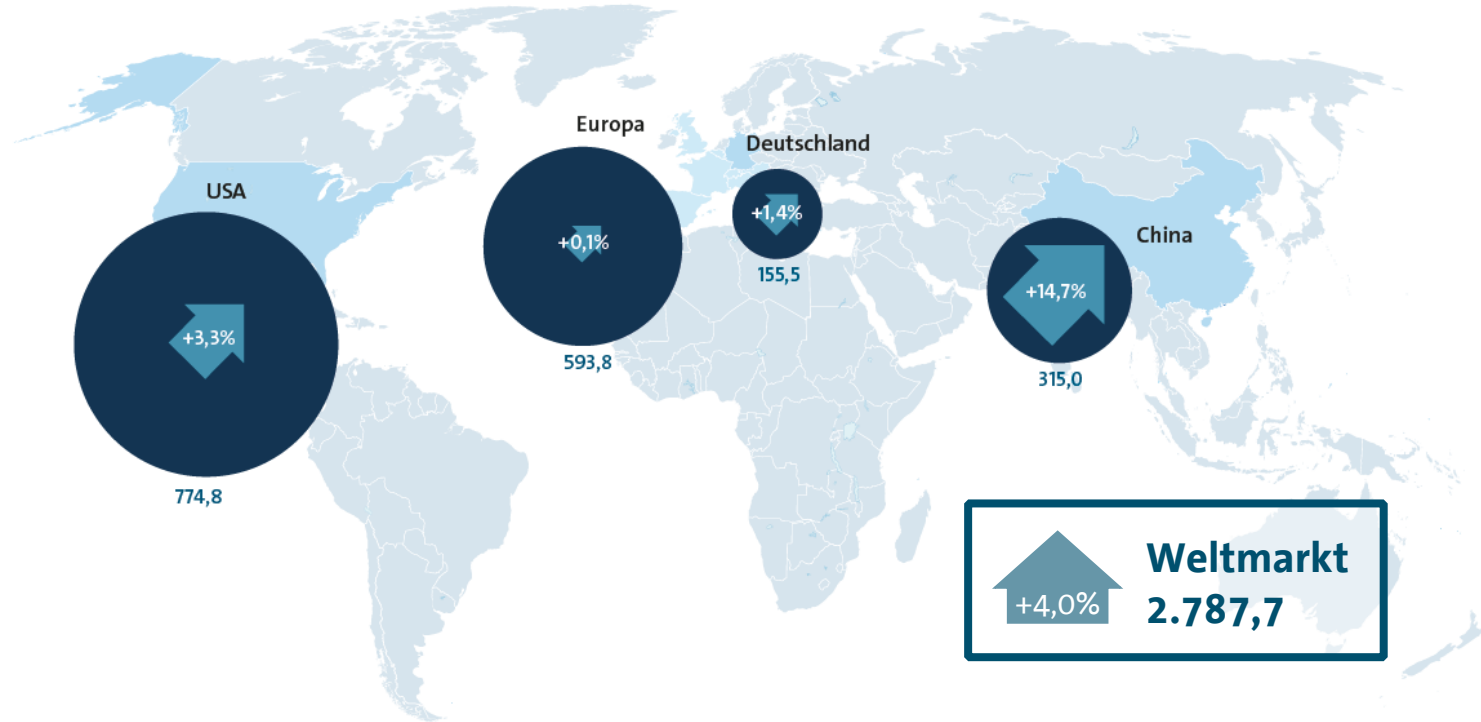 USA
+3,3%
774,8
Europa
+0,1%
593,8
Deutschland
+1,4%
155,5
China
+14,7%
315,0
+4,0%
Weltmarkt
2.787,7